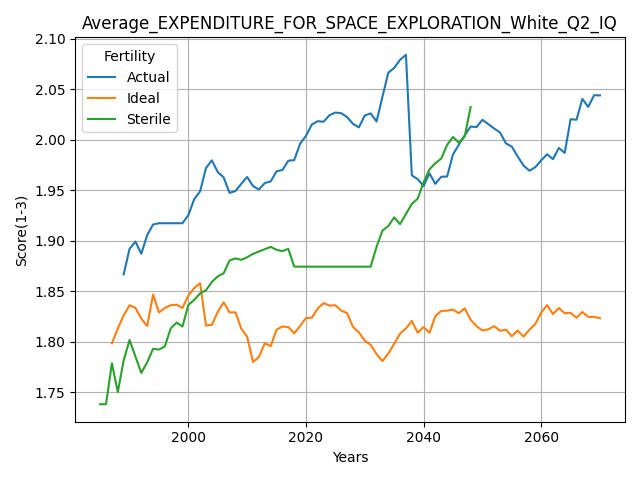 Average_EXPENDITURE_FOR_SPACE_EXPLORATION_White_Q2_IQ
2.10
2.05
2.00
1.95
1.90
1.85
1.80
1.75
Score(1-3)
Fertility
Actual
Ideal
Sterile
2000
2020
2040
2060
Years